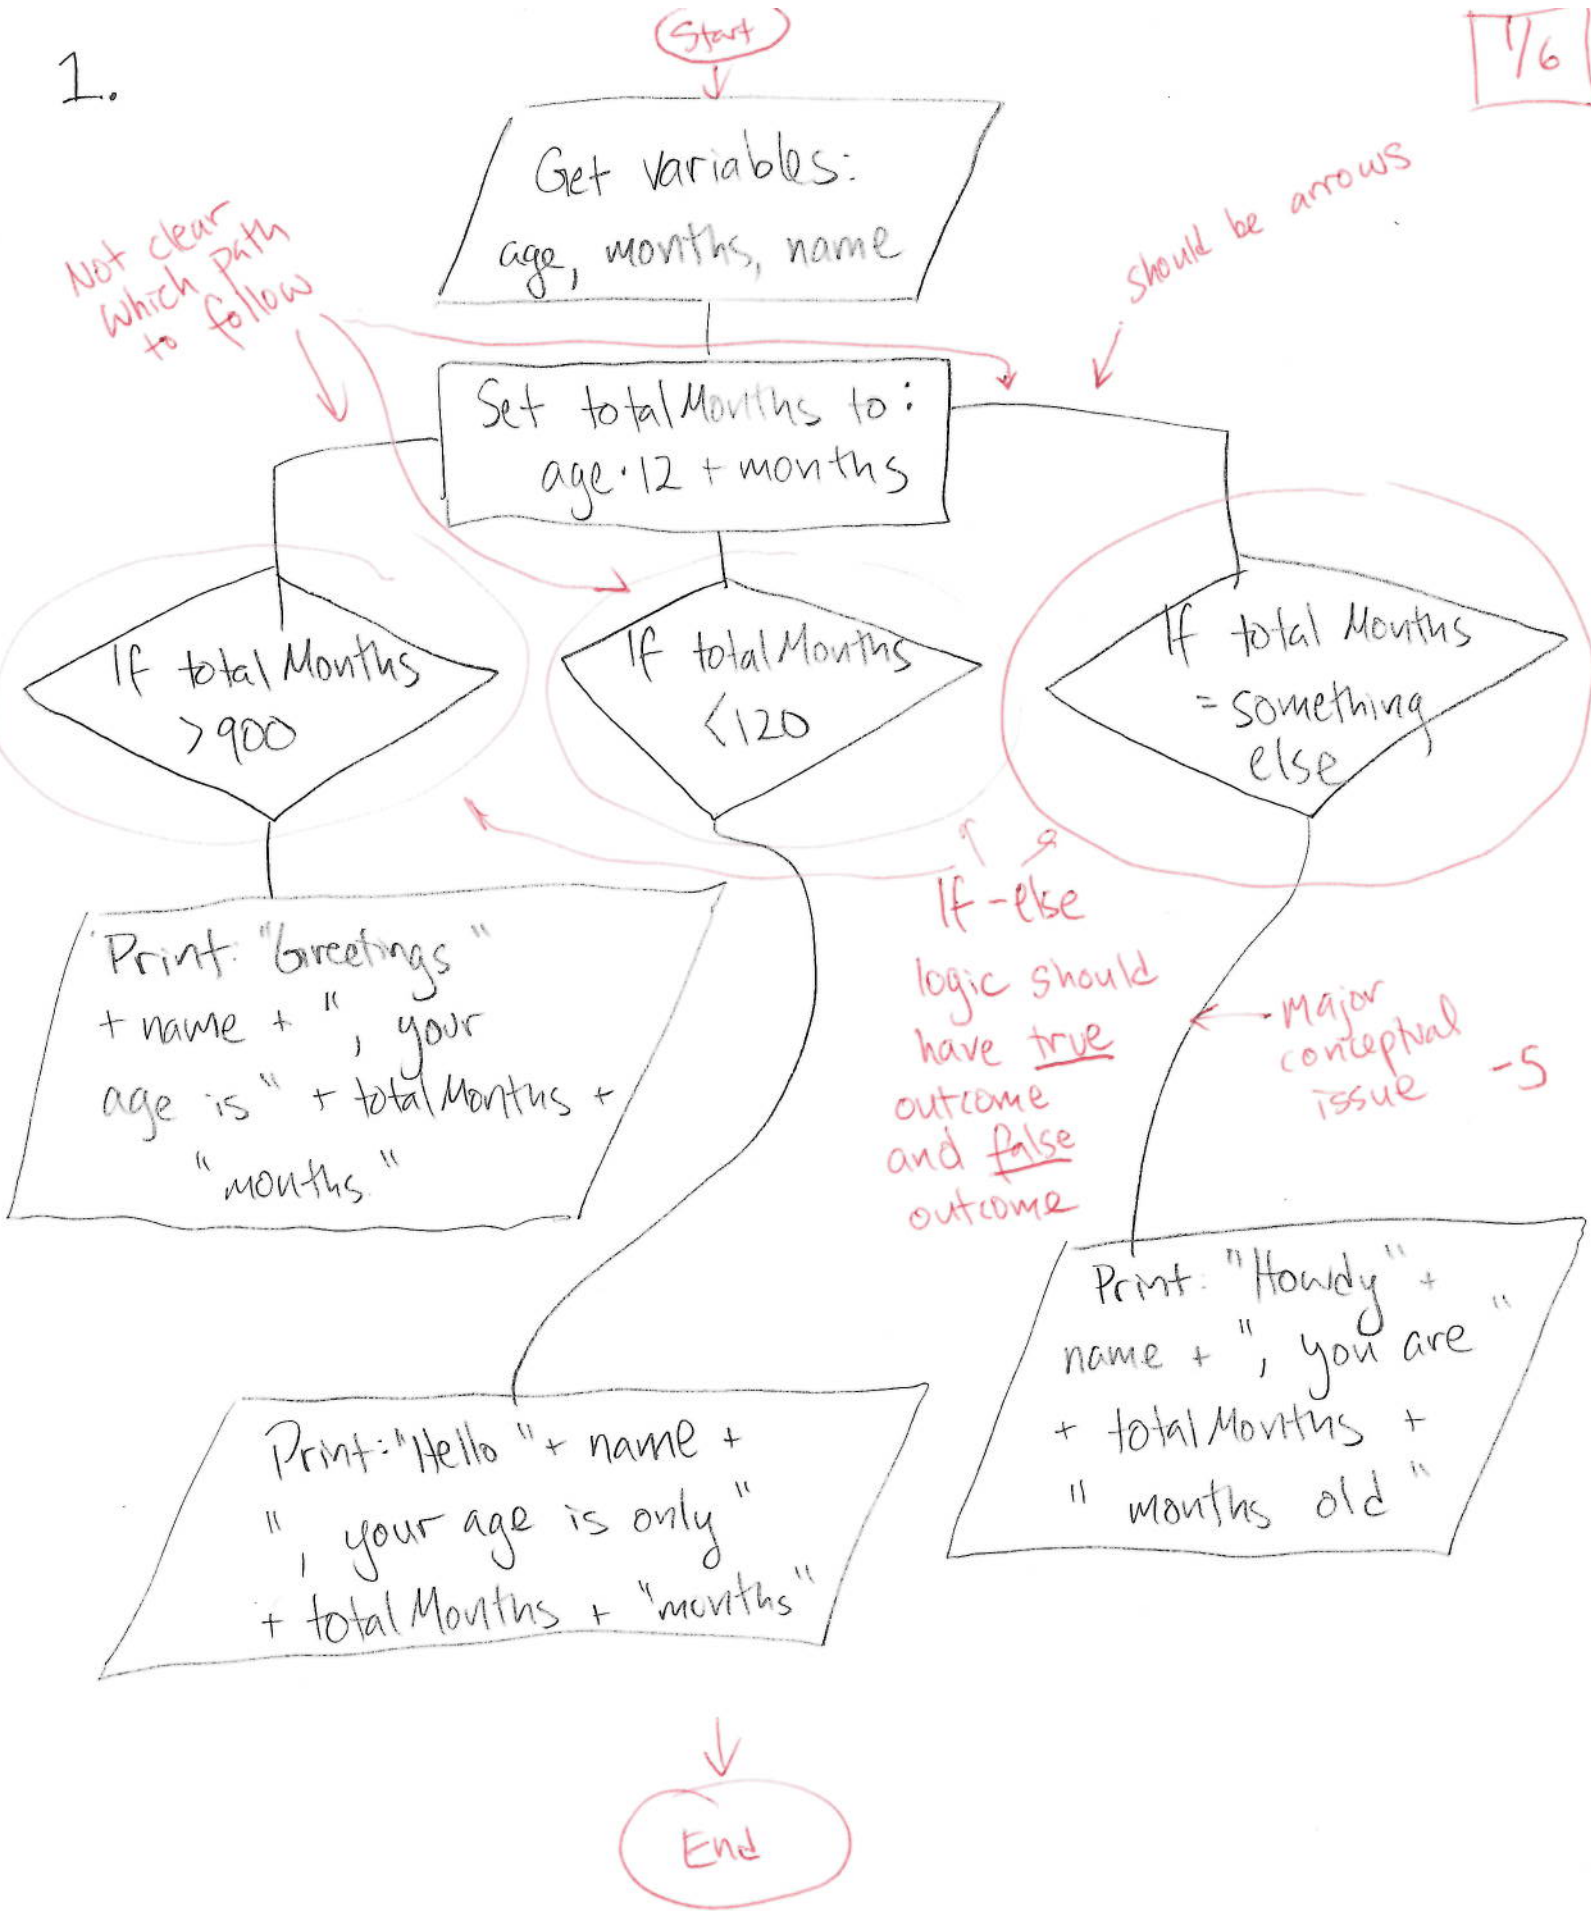 Start
1.
1/6
Get variables:
age, months, name
should be arrows
Not clear
which path
to follow
Set totalMonths to:
age·12 + months
If totalMonths
>900
If totalMonths
<120
If totalMonths
= something
else
If-else
logic should
have true
outcome
and false
outcome
major
conceptual
issue -5
Print: "Greetings "
+ name + ", your
age is " + totalMonths +
"months."
Print: "Howdy" +
name + ", you are "
+ totalMonths +
" months old "
Print: "Hello " + name +
", your age is only "
+ totalMonths + "months"
End